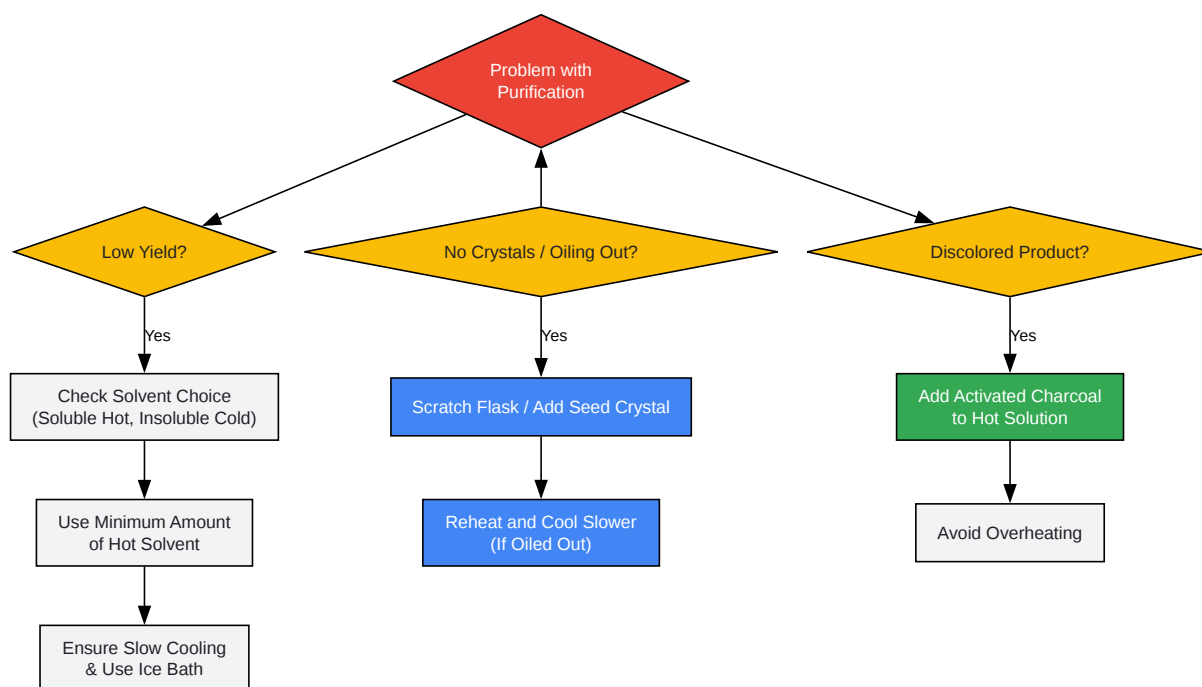 Problem with
Purification
Low Yield?
No Crystals / Oiling Out?
Discolored Product?
Yes
Yes
Yes
Check Solvent Choice
(Soluble Hot, Insoluble Cold)
Scratch Flask / Add Seed Crystal
Add Activated Charcoal
to Hot Solution
Use Minimum Amount
of Hot Solvent
Reheat and Cool Slower
(If Oiled Out)
Avoid Overheating
Ensure Slow Cooling
& Use Ice Bath